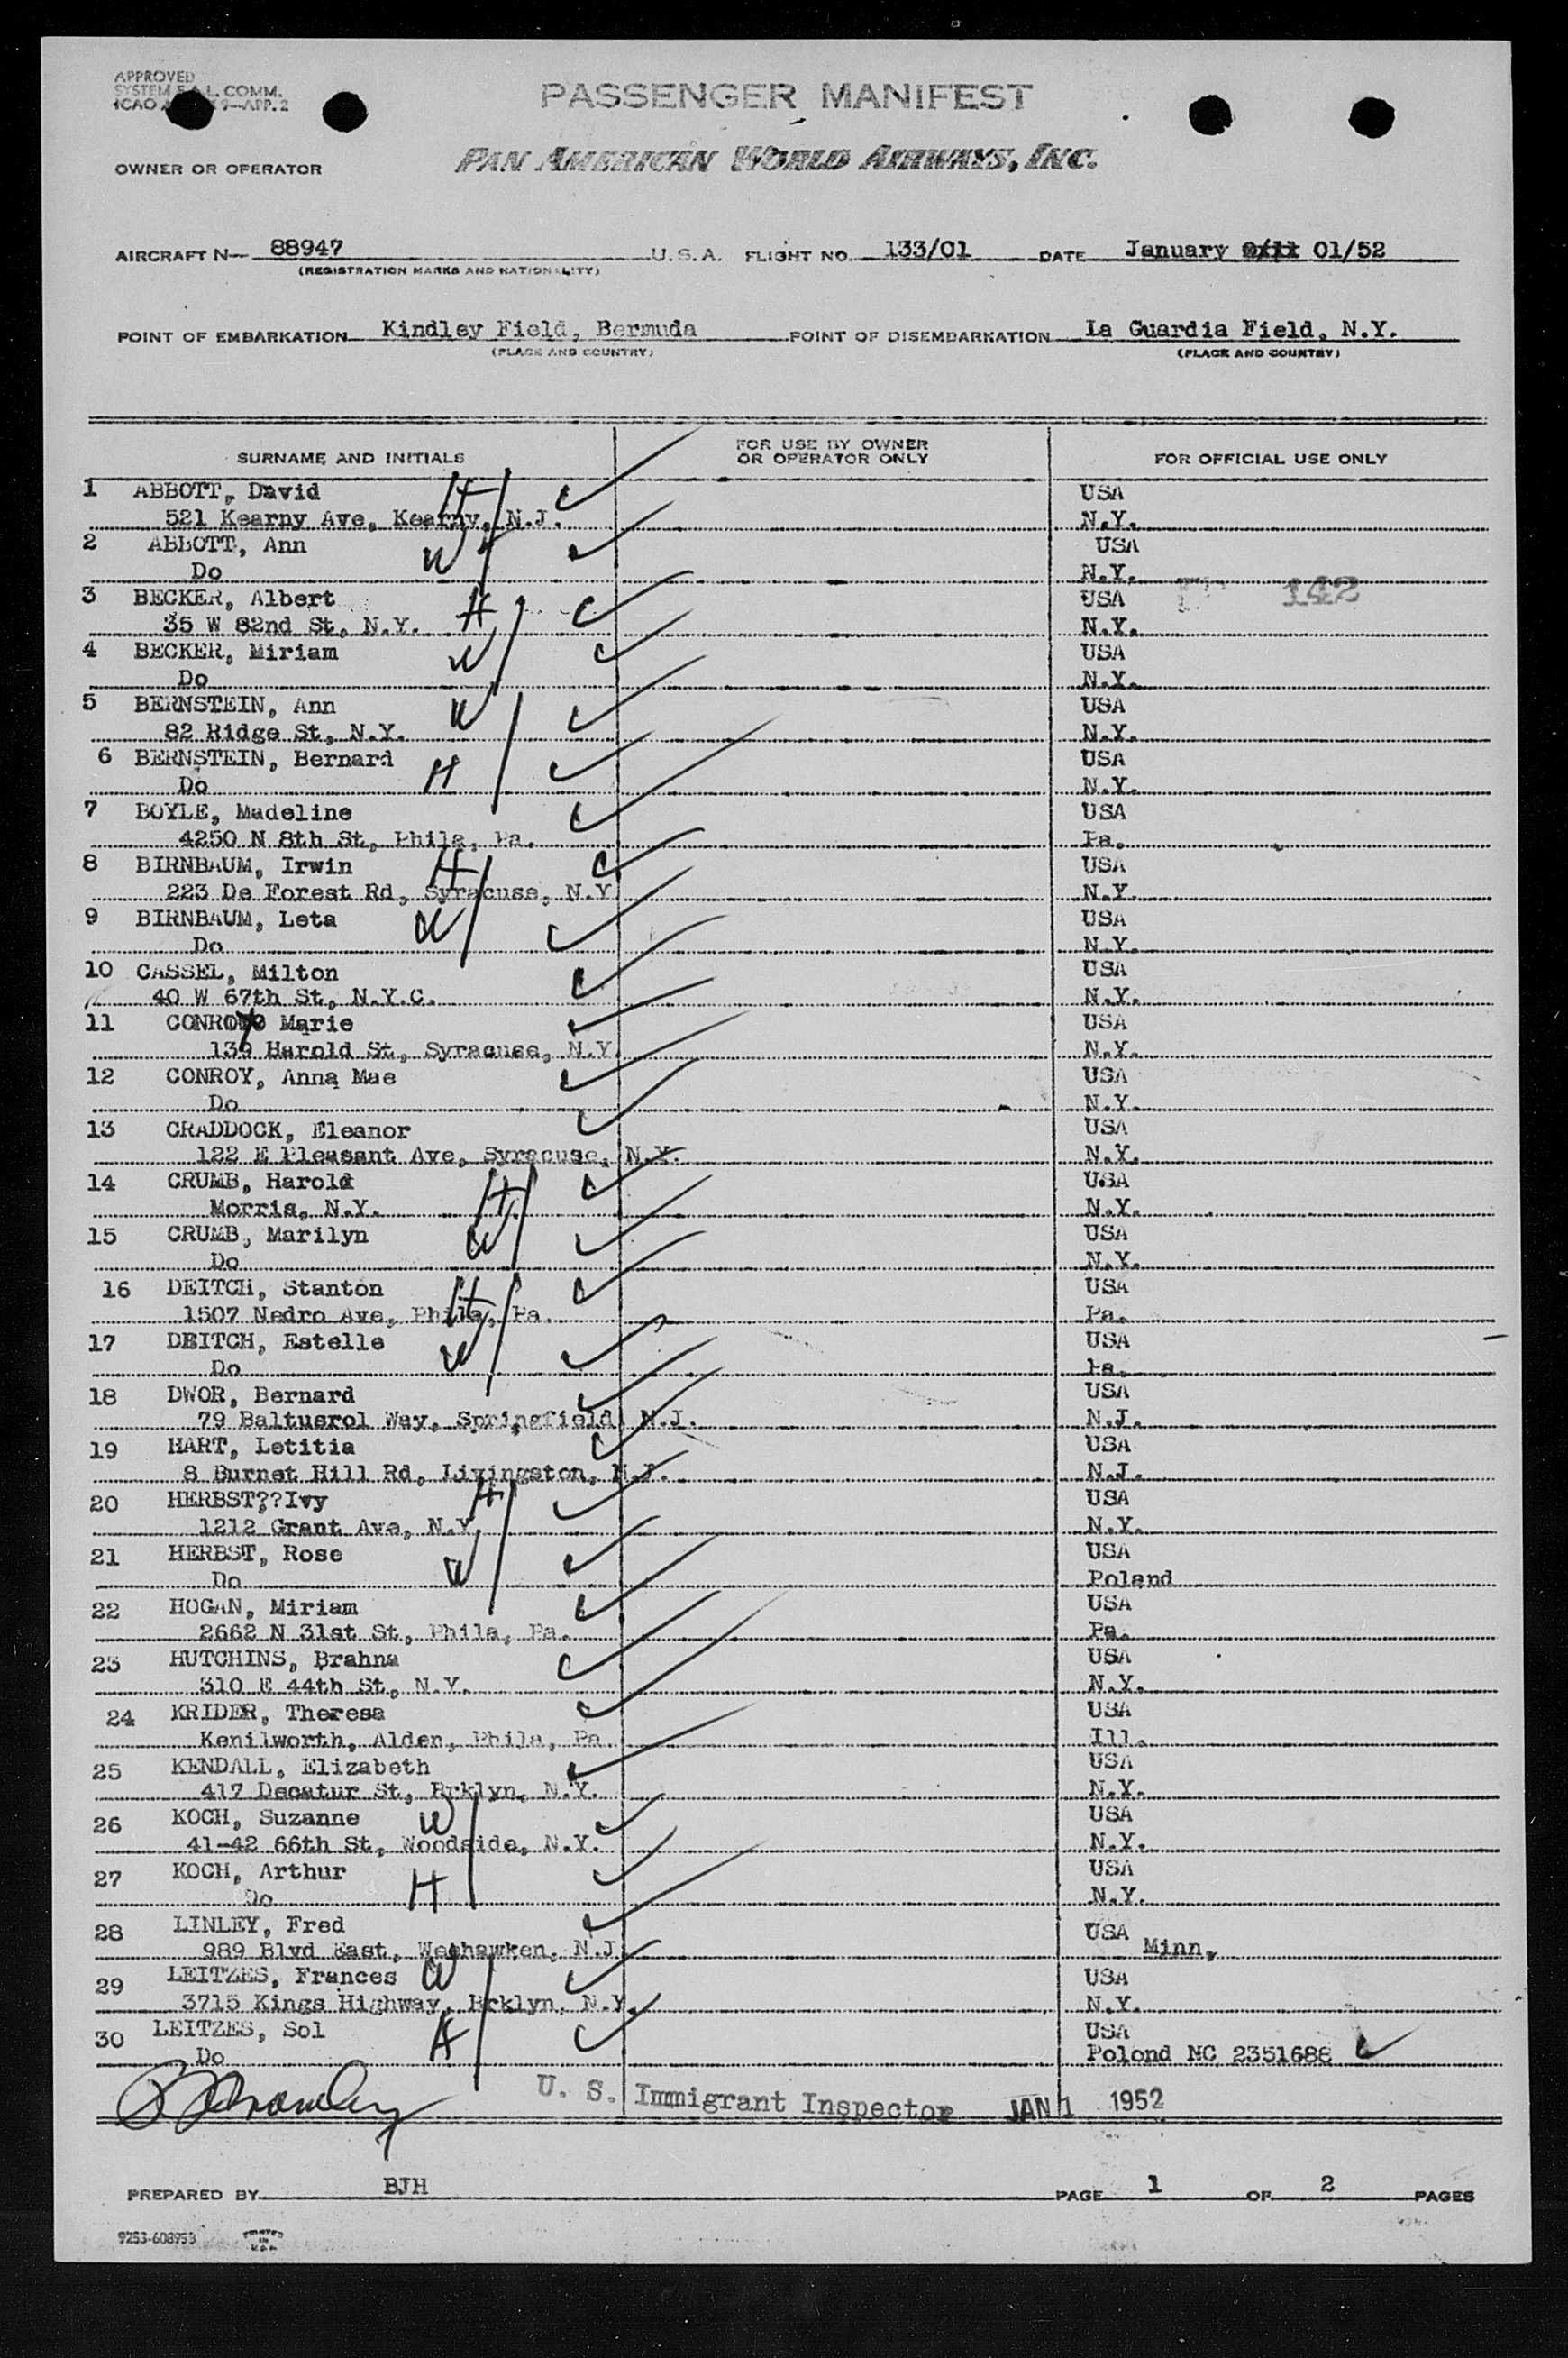 APPROVED
SYSTEM L. COMM.
ICAO 9—APP. 2
PASSENGER MANIFEST
OWNER OR OPERATOR PAN AMERICAN WORLD AIRWAYS, INC.
AIRCRAFT N— 88947 U.S.A. FLIGHT NO. 133/01 DATE January 01/52
(REGISTRATION MARKS AND NATIONALITY)
POINT OF EMBARKATION Kindley Field, Bermuda POINT OF DISEMBARKATION La Guardia Field, N.Y.
(PLACE AND COUNTRY) (PLACE AND COUNTRY)
SURNAME AND INITIALS FOR USE BY OWNER OR OPERATOR ONLY FOR OFFICIAL USE ONLY
1 ABBOTT, David H USA
521 Kearny Ave, Kearny, N.J. N.Y.
2 ABBOTT, Ann W USA
Do N.Y.
3 BECKER, Albert H USA 142
35 W 82nd St, N.Y. N.Y.
4 BECKER, Miriam W USA
Do N.Y.
5 BERNSTEIN, Ann W USA
82 Ridge St, N.Y. N.Y.
6 BERNSTEIN, Bernard H USA
Do N.Y.
7 BOYLE, Madeline USA
4250 N 8th St, Phila, Pa. Pa.
8 BIRNBAUM, Irwin H USA
223 De Forest Rd, Syracuse, N.Y. N.Y.
9 BIRNBAUM, Leta W USA
Do N.Y.
10 CASSEL, Milton USA
40 W 67th St, N.Y.C. N.Y.
11 CONROY Marie USA
139 Harold St, Syracuse, N.Y. N.Y.
12 CONROY, Anna Mae USA
Do N.Y.
13 CRADDOCK, Eleanor USA
122 E Pleasant Ave, Syracuse, N.Y. N.Y.
14 CRUMB, Harold H USA
Morris, N.Y. N.Y.
15 CRUMB, Marilyn W USA
Do N.Y.
16 DEITCH, Stanton H USA
1507 Nedro Ave, Phila, Pa. Pa.
17 DEITCH, Estelle W USA
Do Pa.
18 DWOR, Bernard USA
79 Baltusrol Way, Springfield, N.J. N.J.
19 HART, Letitia USA
8 Burnet Hill Rd, Livingston, N.J. N.J.
20 HERBST??Ivy H USA
1212 Grant Ave, N.Y. N.Y.
21 HERBST, Rose W USA
Do Poland
22 HOGAN, Miriam USA
2662 N 31st St, Phila, Pa. Pa.
23 HUTCHINS, Brahna USA
310 E 44th St, N.Y. N.Y.
24 KRIDER, Theresa USA
Kenilworth, Alden, Phila, Pa Ill.
25 KENDALL, Elizabeth USA
417 Decatur St, Brklyn, N.Y. N.Y.
26 KOCH, Suzanne W USA
41-42 66th St, Woodside, N.Y. N.Y.
27 KOCH, Arthur H USA
Do N.Y.
28 LINLEY, Fred USA
989 Blvd East, Weehawken, N.J. Minn,
29 LEITZES, Frances W USA
3715 Kings Highway, Brklyn, N.Y. N.Y.
30 LEITZES, Sol H USA
Do Polond NC 2351688
U. S. Immigrant Inspector JAN 1 1952
PREPARED BY BJH PAGE 1 OF 2 PAGES
9253-608953 PRINTED IN U.S.A.